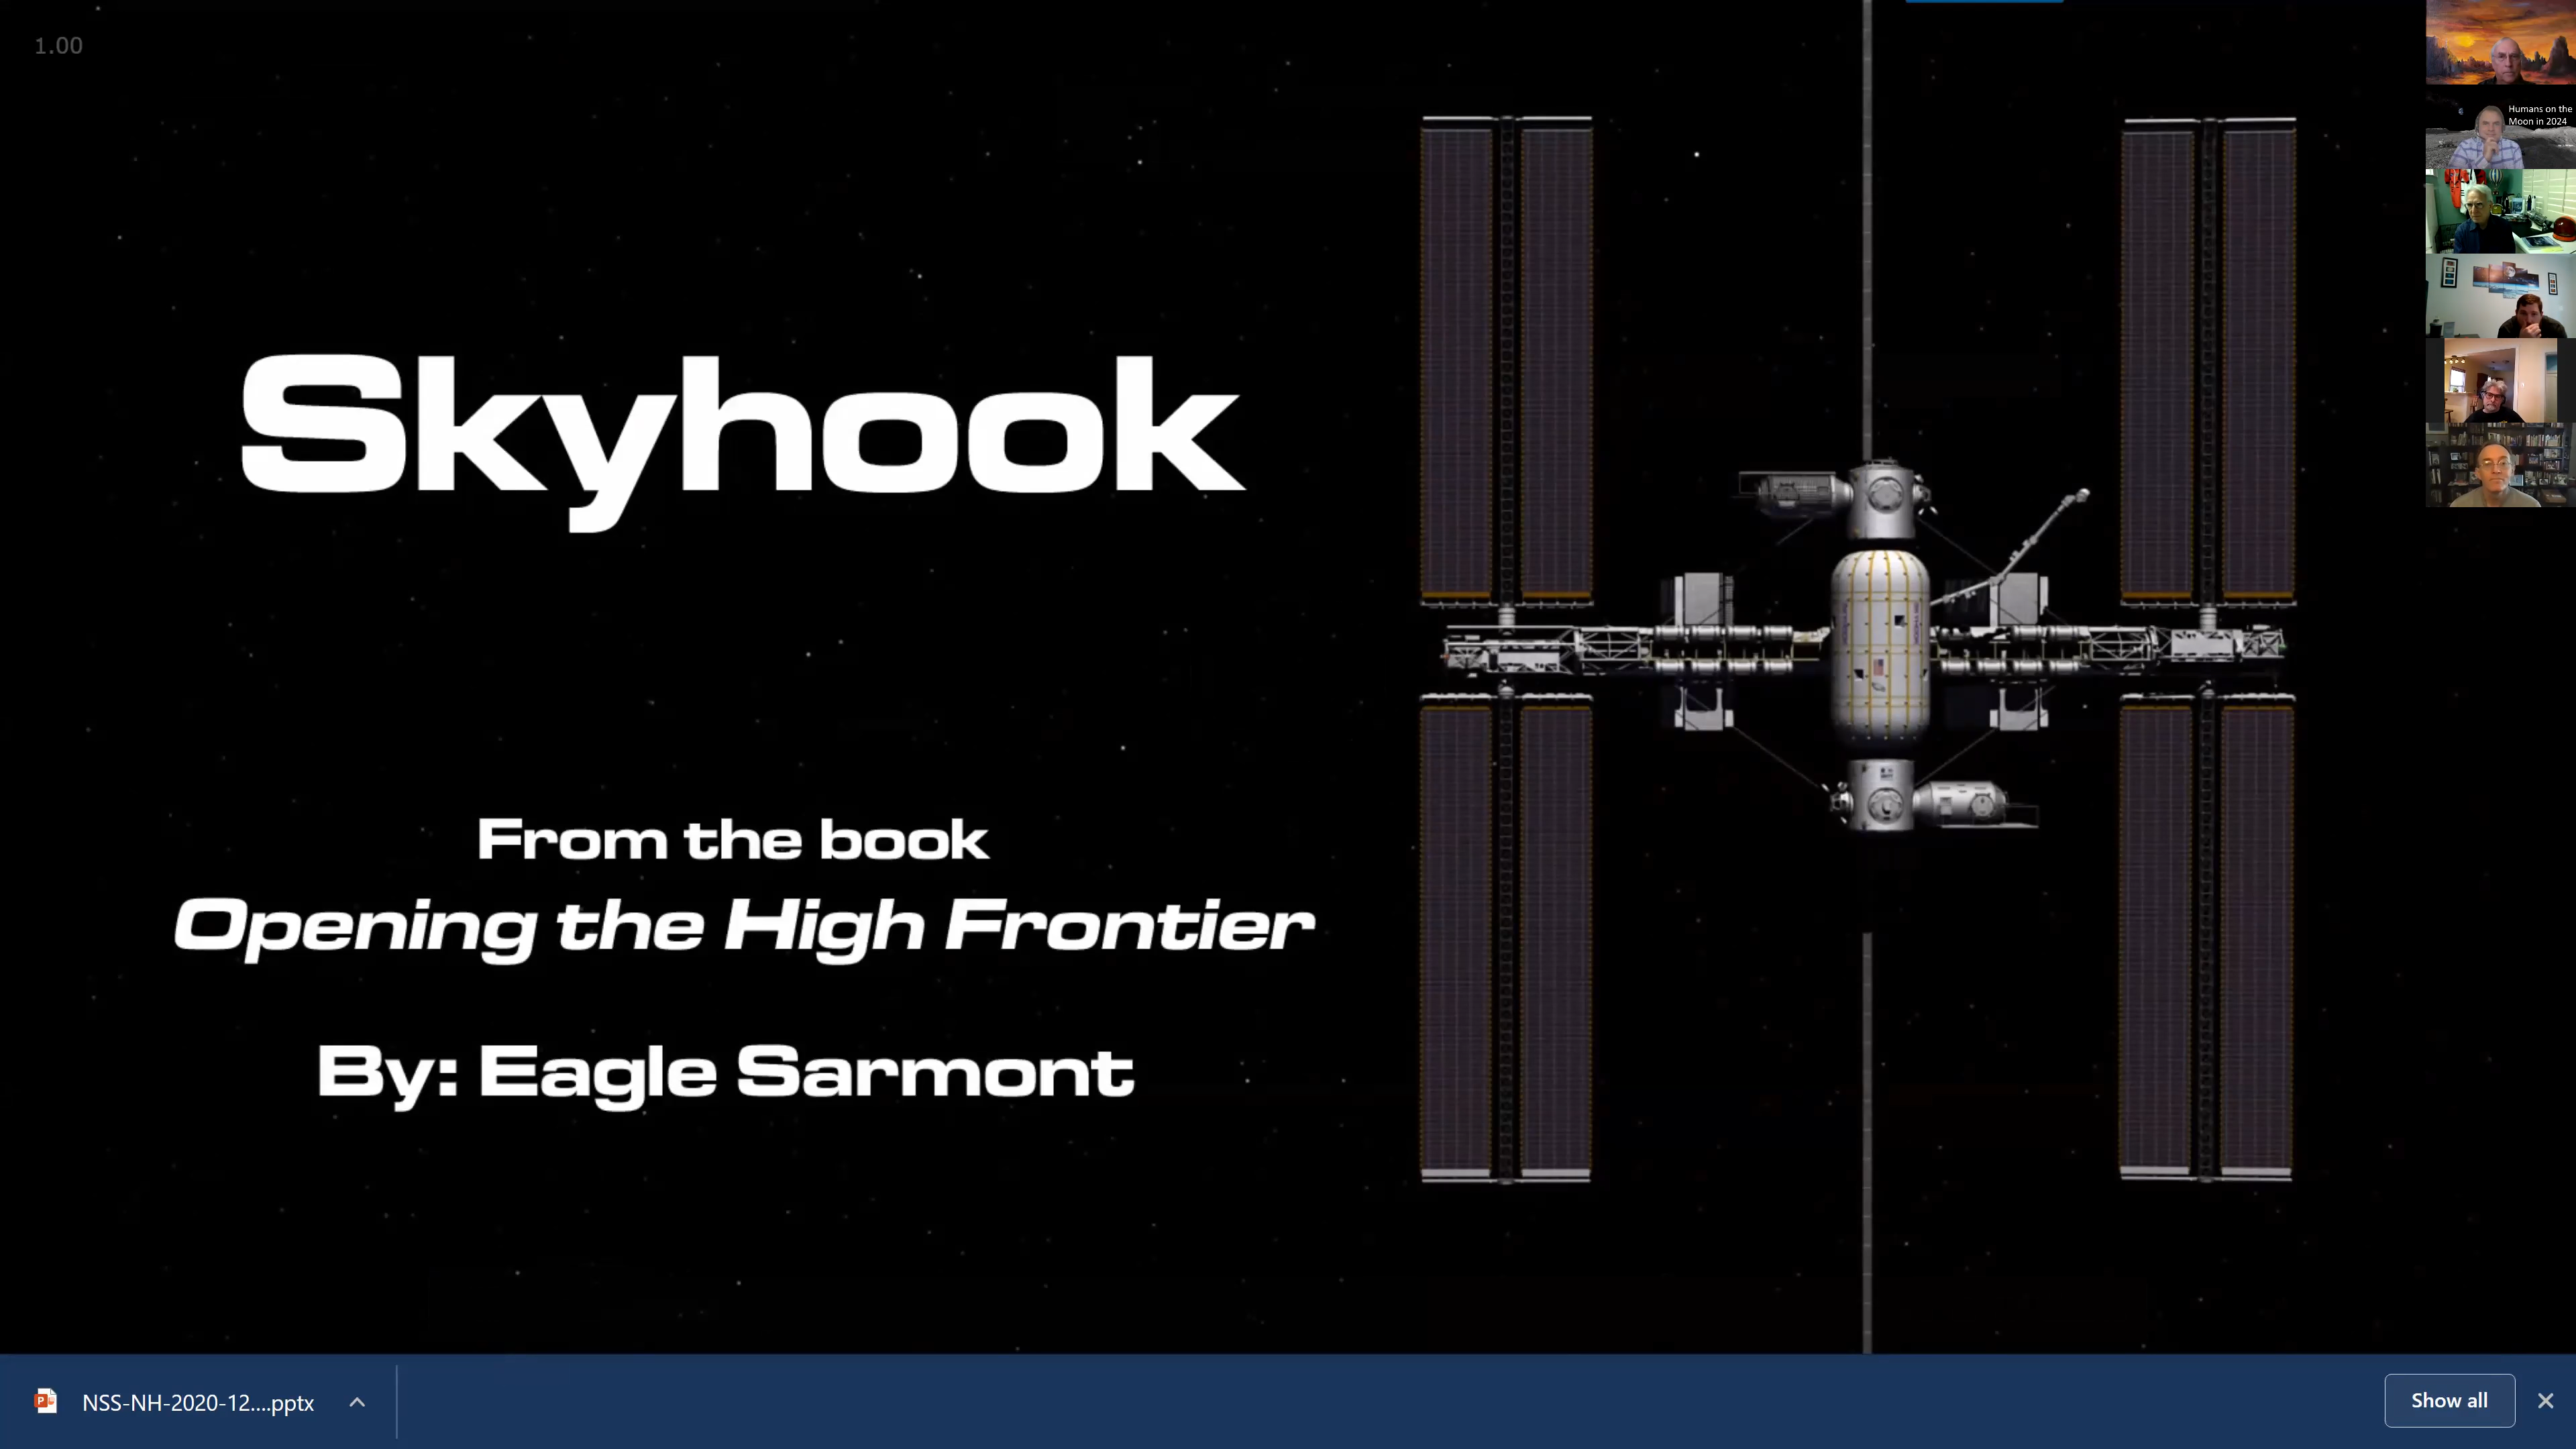 1.00
Humans on the
Moon in 2024
Skyhook
From the book
Opening the High Frontier
By: Eagle Sarmont
NSS-NH-2020-12....pptx
Show all